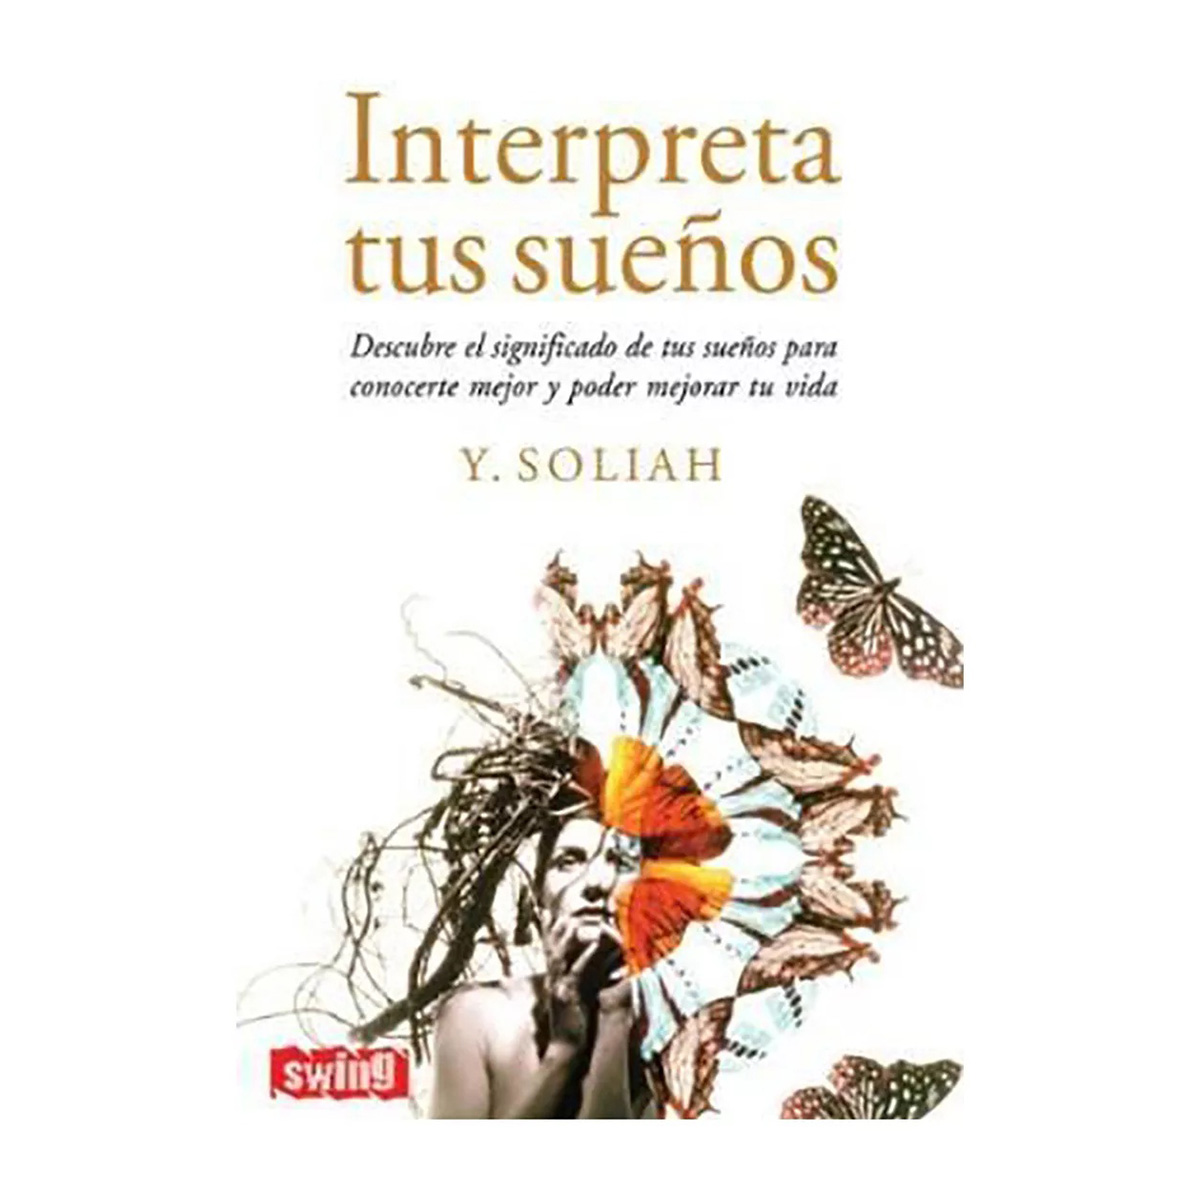 Interpreta
tus sueños
Descubre el significado de tus sueños para
conocerte mejor y poder mejorar tu vida
Y. SOLIAH
swing